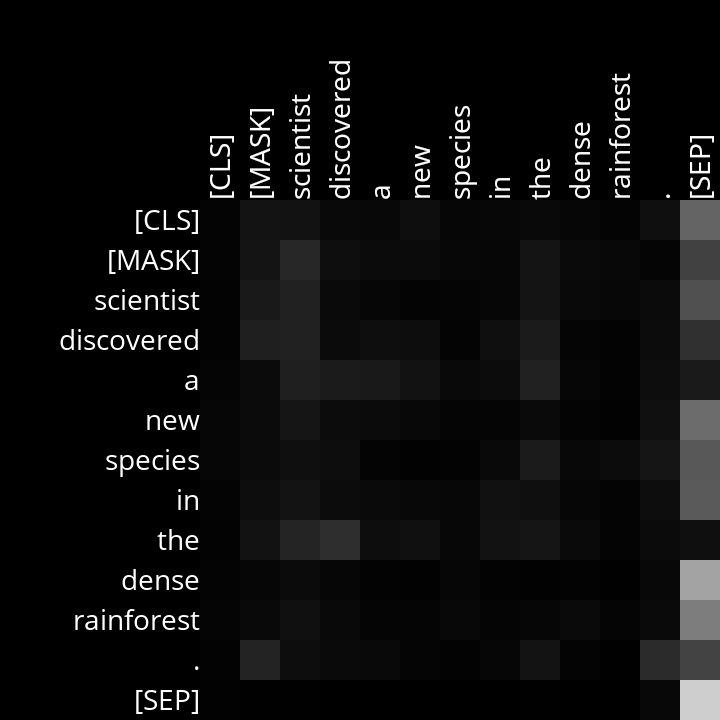 [CLS] [MASK] scientist discovered a new species in the dense rainforest . [SEP]
[CLS]
[MASK]
scientist
discovered
a
new
species
in
the
dense
rainforest
.
[SEP]